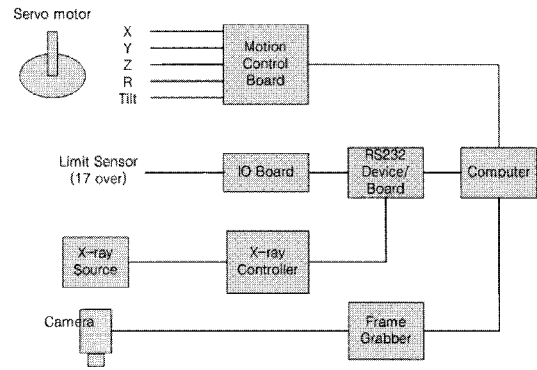 Servo motor
X
Y
Z
R
Tilt
Motion
Control
Board
Limit Sensor
(17 over)
IO Board
RS232
Device/
Board
Computer
X-ray
Source
X-ray
Controller
Camera
Frame
Grabber